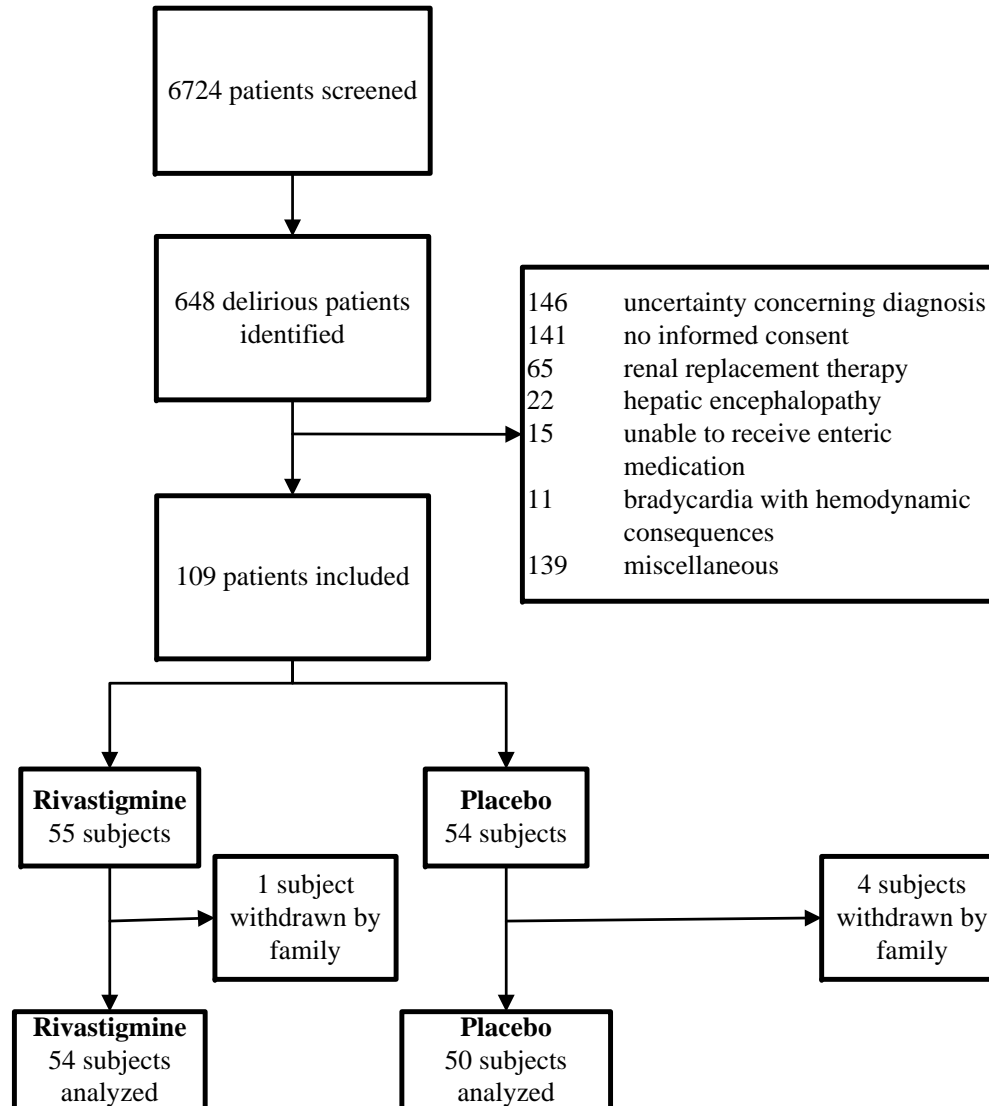 6724 patients screened
648 delirious patients
identified
146 uncertainty concerning diagnosis
141 no informed consent
65 renal replacement therapy
22 hepatic encephalopathy
15 unable to receive enteric
medication
11 bradycardia with hemodynamic
consequences
139 miscellaneous
109 patients included
Rivastigmine
55 subjects
Placebo
54 subjects
1 subject
withdrawn by
family
4 subjects
withdrawn by
family
Rivastigmine
54 subjects
analyzed
Placebo
50 subjects
analyzed